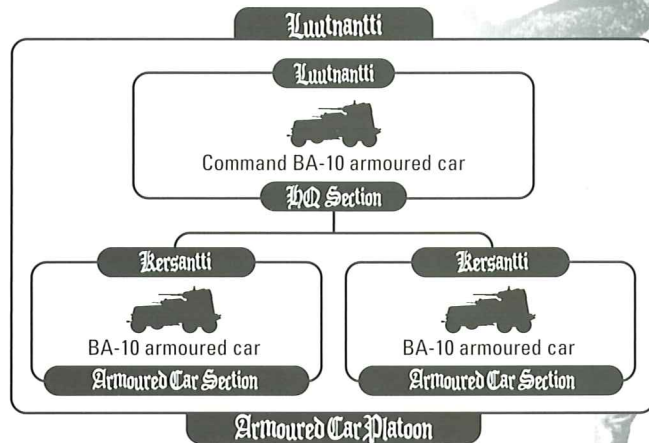 Luutnantti
Luutnantti
Command BA-10 armoured car
HQ Section
Kersantti
BA-10 armoured car
Armoured Car Section
Kersantti
BA-10 armoured car
Armoured Car Section
Armoured Car Platoon